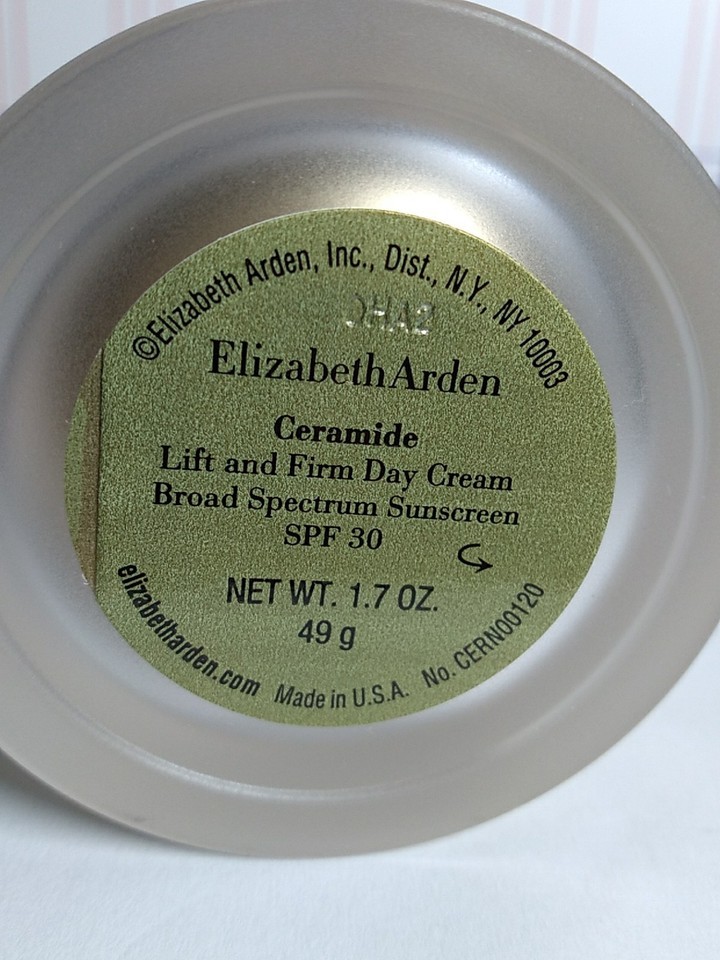 ©Elizabeth Arden, Inc., Dist., N.Y., NY 10003
ElizabethArden
Ceramide
Lift and Firm Day Cream
Broad Spectrum Sunscreen
SPF 30
NET WT. 1.7 OZ.
49 g
elizabetharden.com Made in U.S.A. No. CERN00120